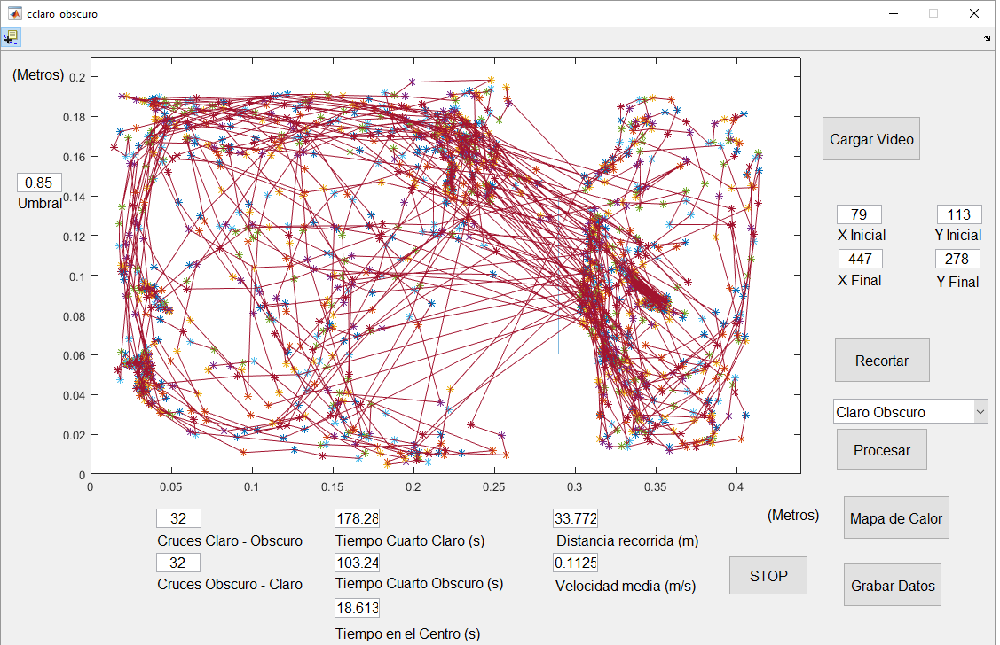 cclaro_obscuro
(Metros)
0.2
0.18
0.16
0.14
0.12
0.1
0.08
0.06
0.04
0.02
0
0
0.05
0.1
0.15
0.2
0.25
0.3
0.35
0.4
(Metros)
0.85
Umbral
Cargar Video
79
113
X Inicial
Y Inicial
447
278
X Final
Y Final
Recortar
Claro Obscuro
Procesar
Mapa de Calor
Grabar Datos
STOP
32
Cruces Claro - Obscuro
32
Cruces Obscuro - Claro
178.28
Tiempo Cuarto Claro (s)
103.24
Tiempo Cuarto Obscuro (s)
18.613
Tiempo en el Centro (s)
33.772
Distancia recorrida (m)
0.1125
Velocidad media (m/s)